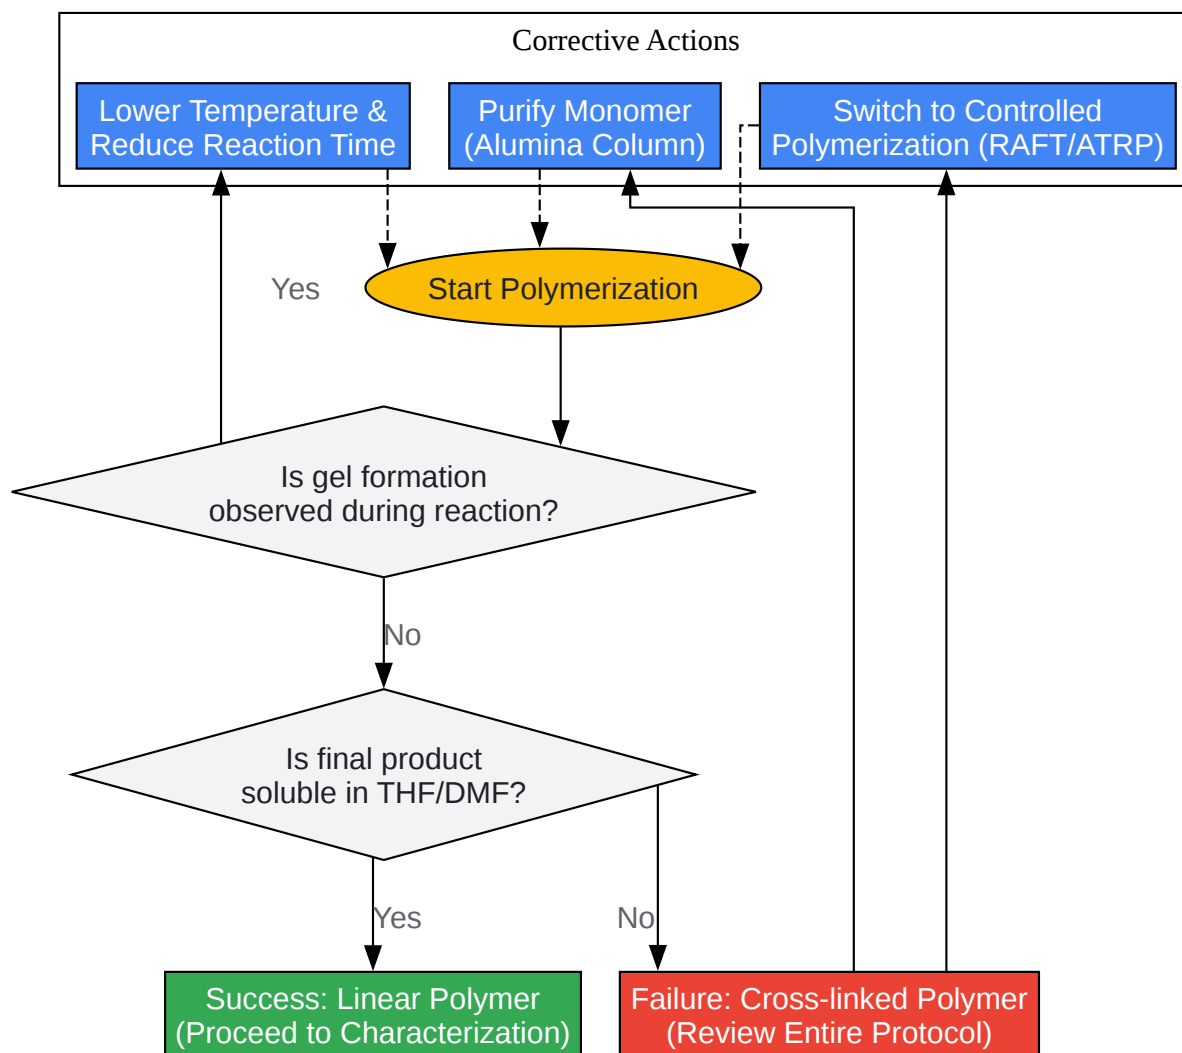 Corrective Actions
Lower Temperature &
Reduce Reaction Time
Purify Monomer
(Alumina Column)
Switch to Controlled
Polymerization (RAFT/ATRP)
Yes
Start Polymerization
Is gel formation
observed during reaction?
No
Is final product
soluble in THF/DMF?
Yes
No
Success: Linear Polymer
(Proceed to Characterization)
Failure: Cross-linked Polymer
(Review Entire Protocol)